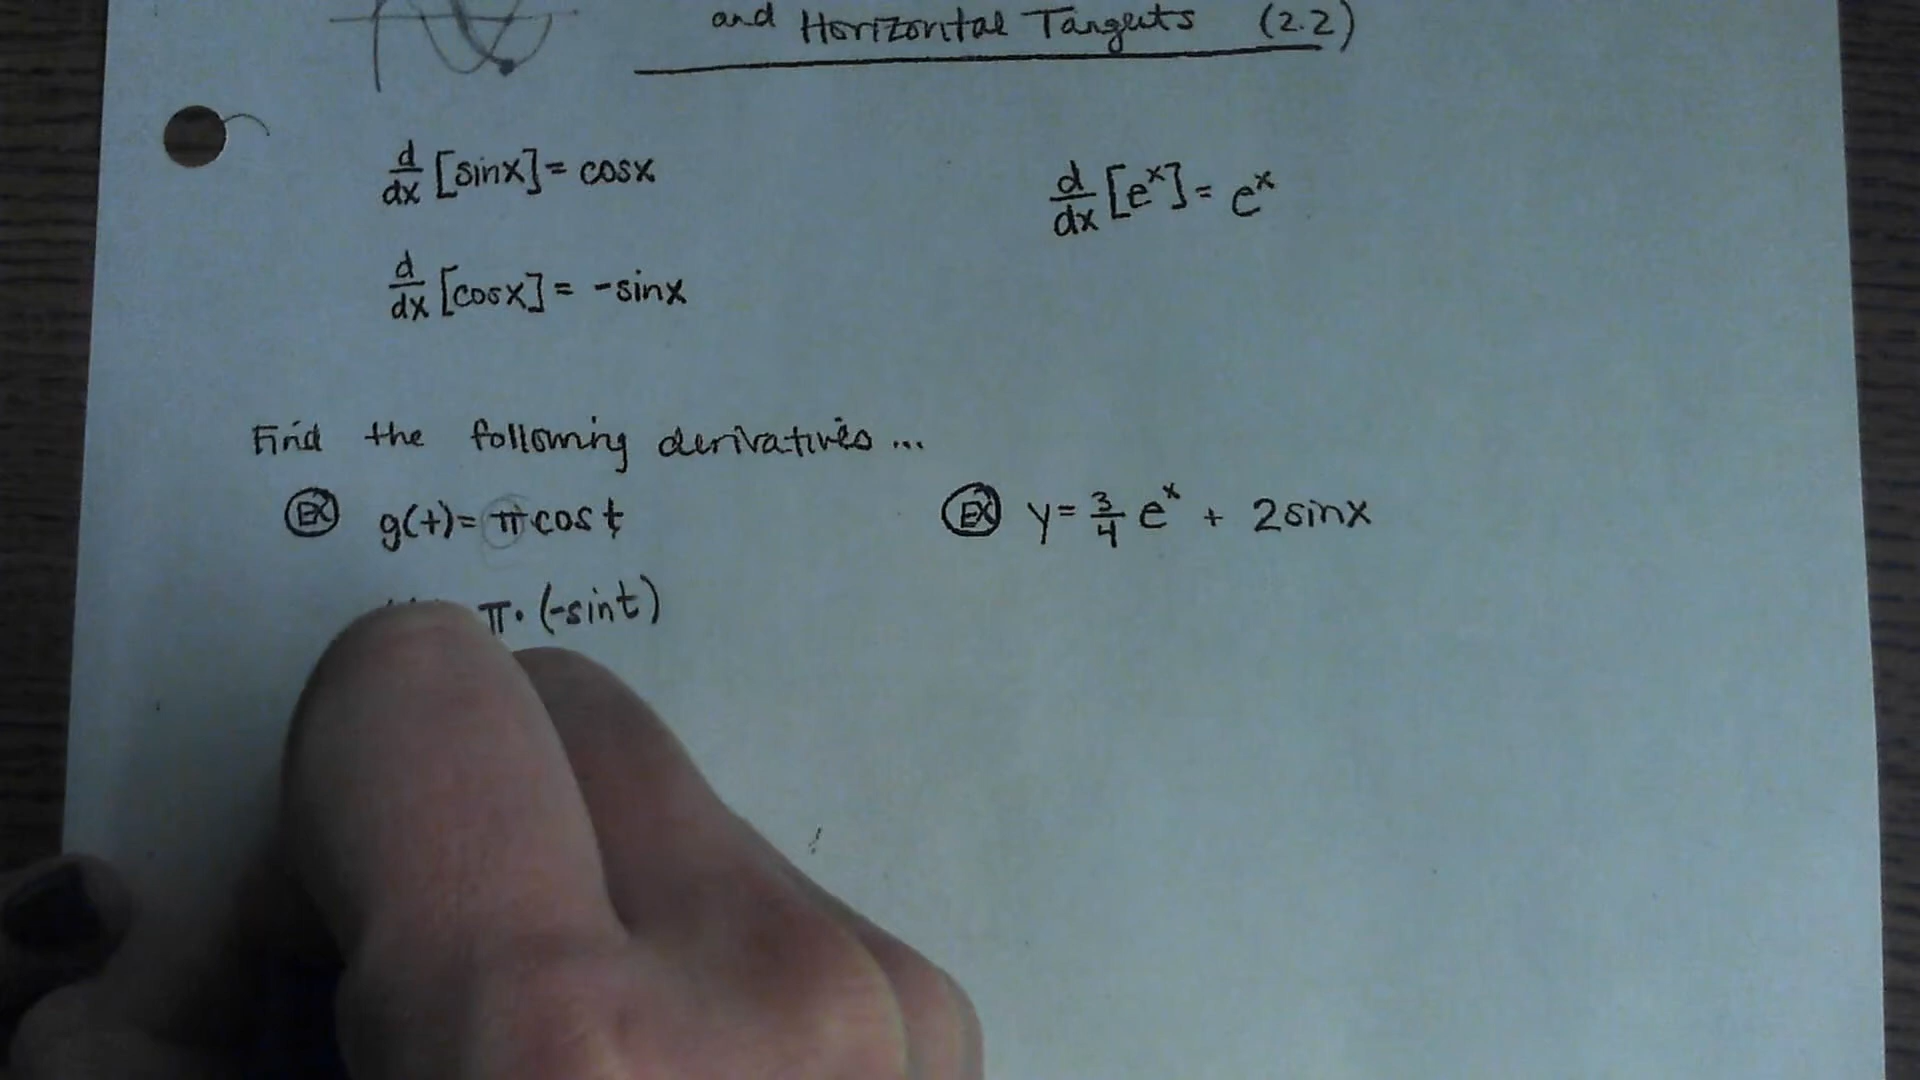 and Horizontal Tangents (2.2)
d/dx [sinx] = cosx
d/dx [e^x] = e^x
d/dx [cosx] = -sinx
Find the following derivatives...
EX g(t) = π cos t
EX y = 3/4 e^x + 2sinx
π · (-sint)